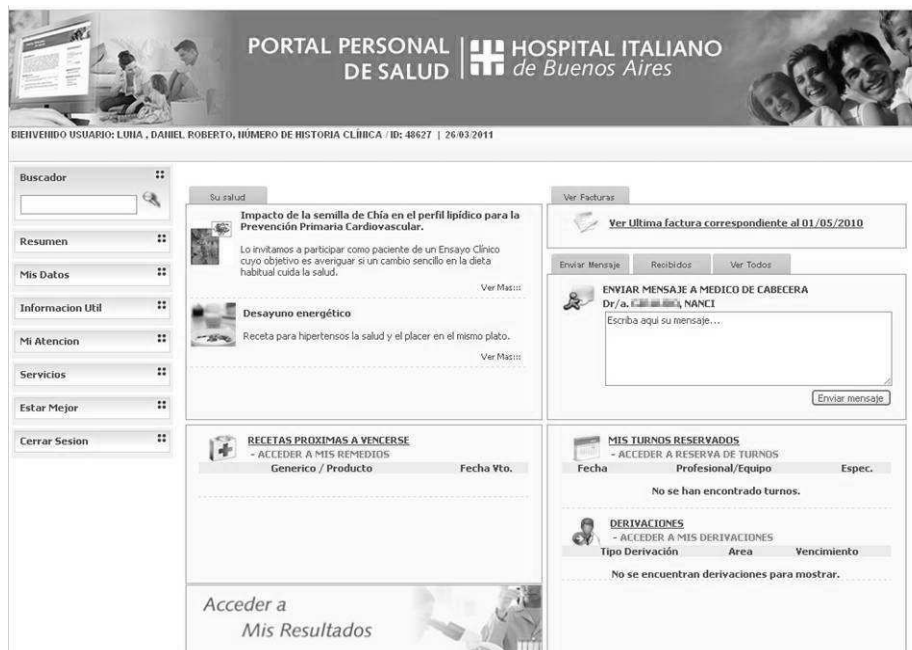 PORTAL PERSONAL
DE SALUD
HOSPITAL ITALIANO
de Buenos Aires
BIENVENIDO USUARIO: LUNA , DANIEL ROBERTO, NÚMERO DE HISTORIA CLÍNICA / ID: 48627 | 26/03/2011
Buscador
Resumen
Mis Datos
Informacion Util
Mi Atencion
Servicios
Estar Mejor
Cerrar Sesion
Su salud
Impacto de la semilla de Chía en el perfil lipídico para la
Prevención Primaria Cardiovascular.
Lo invitamos a participar como paciente de un Ensayo Clínico
cuyo objetivo es averiguar si un cambio sencillo en la dieta
habitual cuida la salud.
Ver Mas:::
Desayuno energético
Receta para hipertensos la salud y el placer en el mismo plato.
Ver Mas:::
Ver Facturas
Ver Ultima factura correspondiente al 01/05/2010
Enviar Mensaje Recibidos Ver Todos
ENVIAR MENSAJE A MEDICO DE CABECERA
Dr/a. , NANCI
Escriba aqui su mensaje...
Enviar mensaje
RECETAS PROXIMAS A VENCERSE
- ACCEDER A MIS REMEDIOS
Generico / Producto Fecha Vto.
MIS TURNOS RESERVADOS
- ACCEDER A RESERVA DE TURNOS
Fecha Profesional/Equipo Espec.
No se han encontrado turnos.
DERIVACIONES
- ACCEDER A MIS DERIVACIONES
Tipo Derivación Area Vencimiento
No se encuentran derivaciones para mostrar.
Acceder a
Mis Resultados